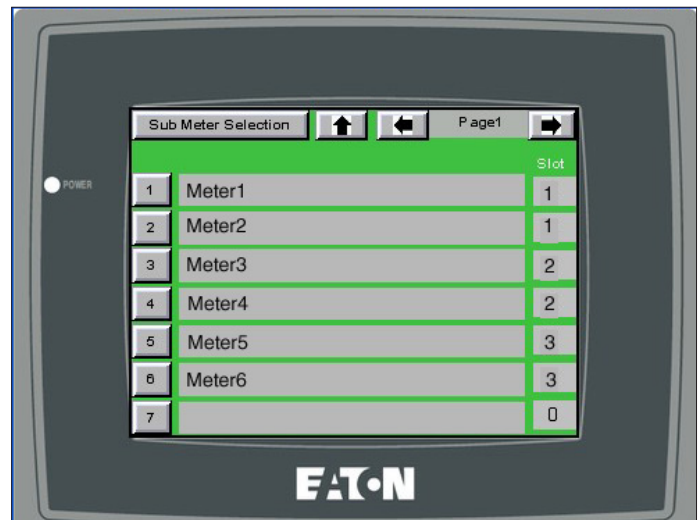 Sub Meter Selection Page1
Slot
POWER
1 Meter1 1
2 Meter2 1
3 Meter3 2
4 Meter4 2
5 Meter5 3
6 Meter6 3
7 0
EATON